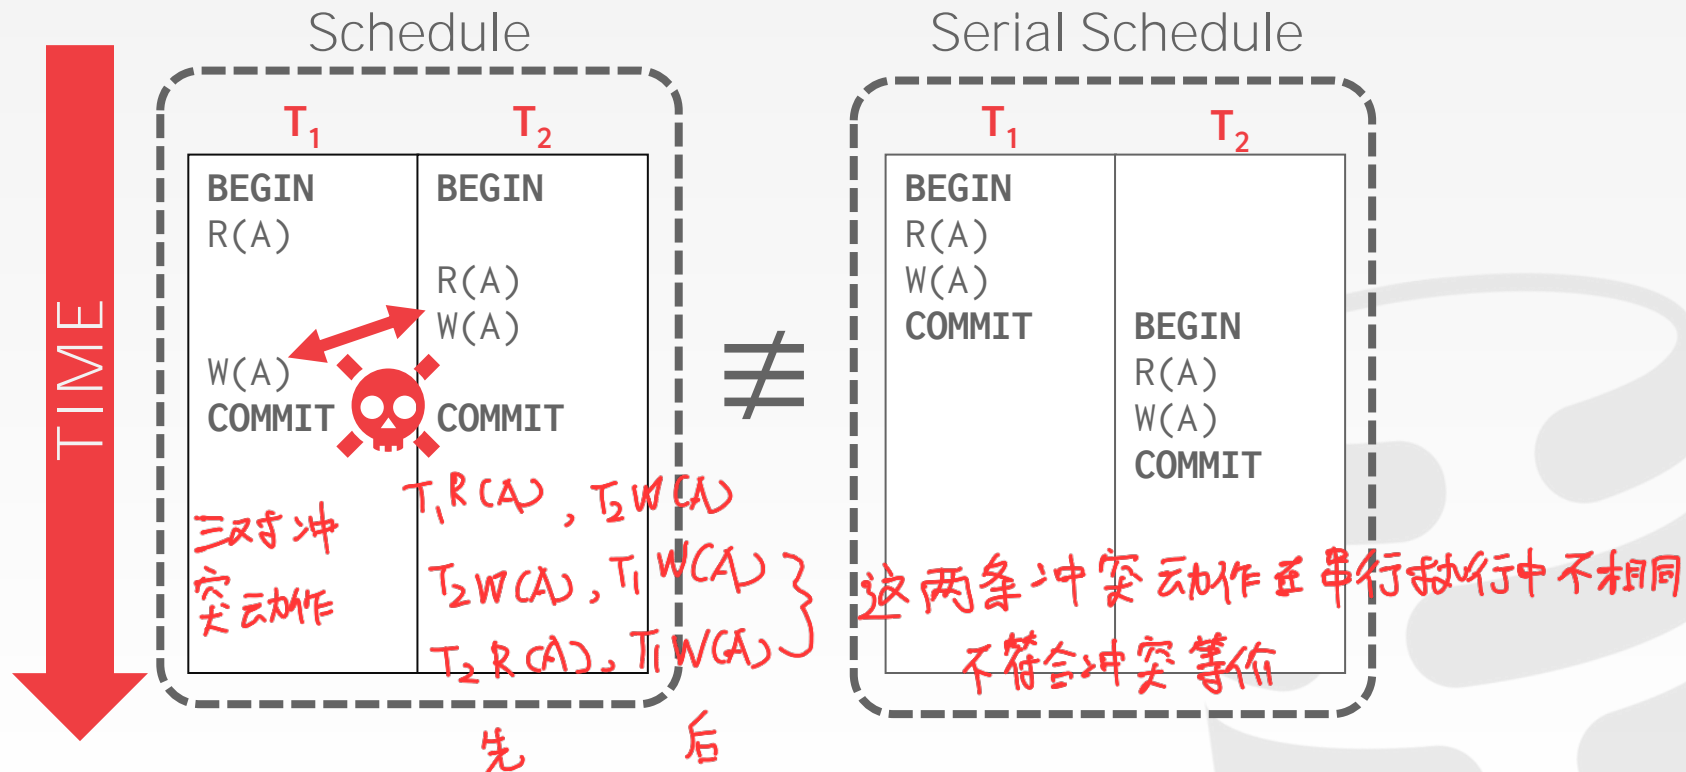 Schedule
Serial Schedule
TIME
T1 T2
BEGIN BEGIN
R(A)
R(A)
W(A)
W(A)
COMMIT COMMIT
≢
T1 T2
BEGIN
R(A)
W(A)
COMMIT BEGIN
R(A)
W(A)
COMMIT
三对冲
突动作
T1R(A), T2W(A)
T2W(A), T1W(A)
T2R(A), T1W(A)
先 后
这两条冲突动作在串行执行中不相同
不符合冲突等价